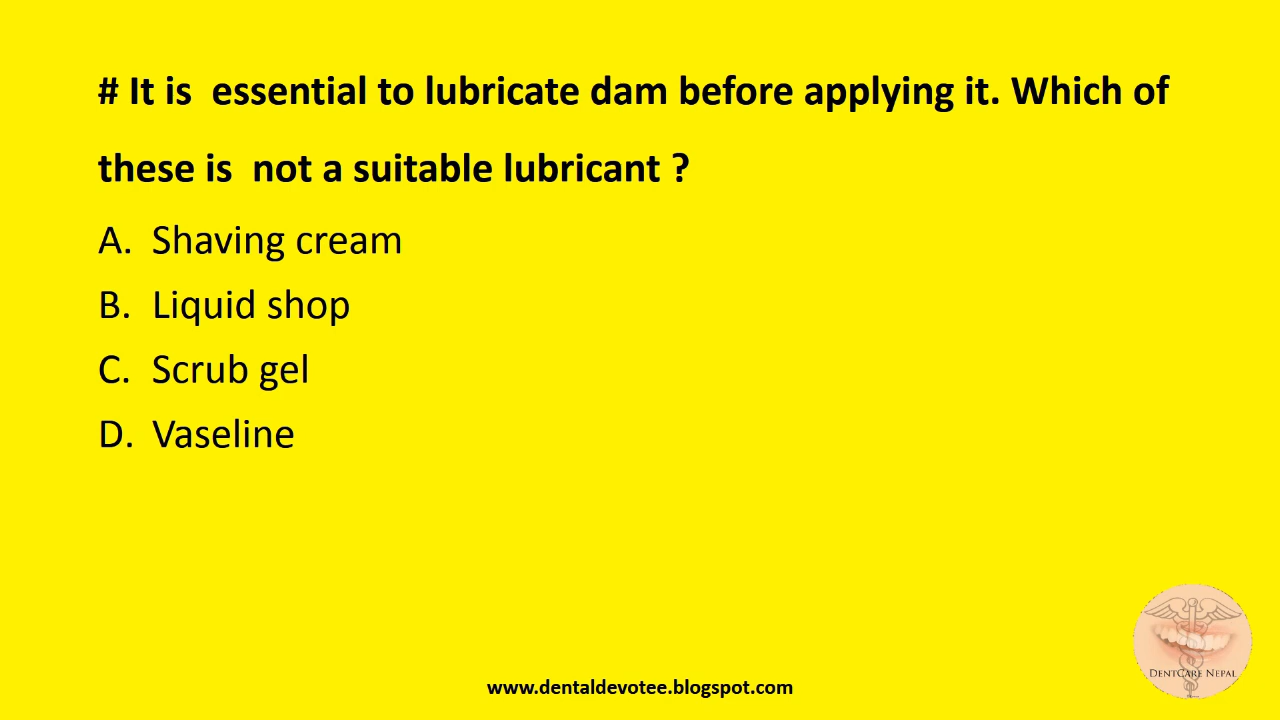 # It is  essential to lubricate dam before applying it. Which of
these is  not a suitable lubricant ?
A. Shaving cream
B. Liquid shop
C. Scrub gel
D. Vaseline
DentCare Nepal
www.dentaldevotee.blogspot.com